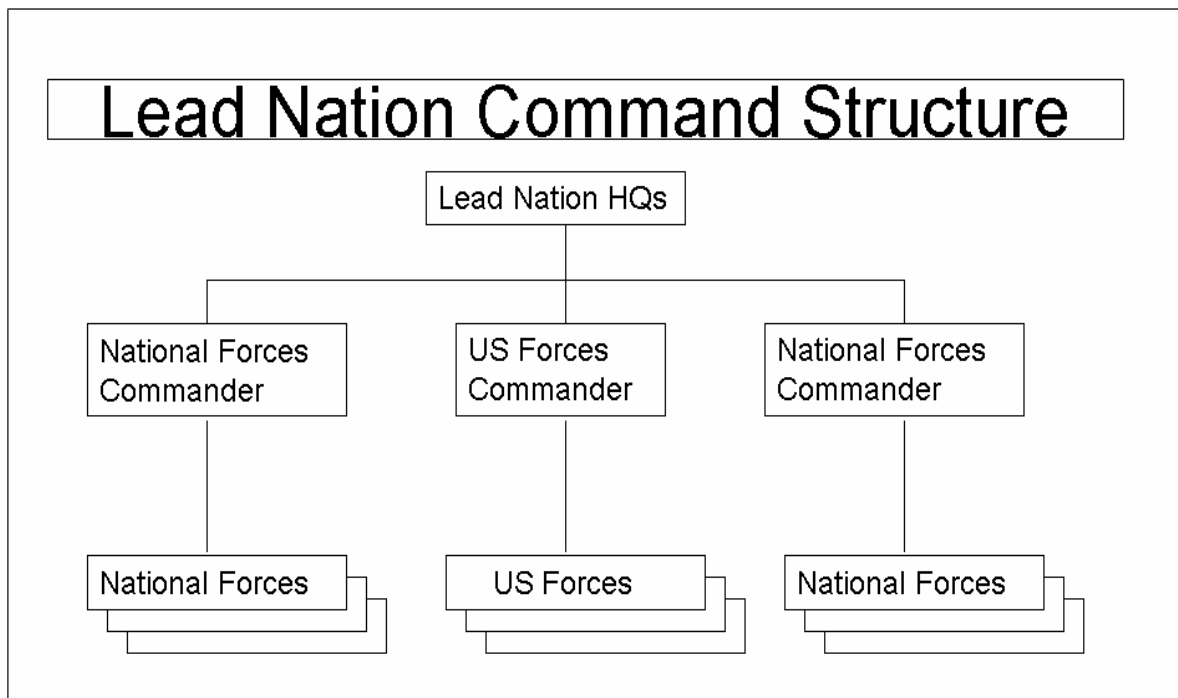 Lead Nation Command Structure
Lead Nation HQs
National Forces
Commander
US Forces
Commander
National Forces
Commander
National Forces
US Forces
National Forces